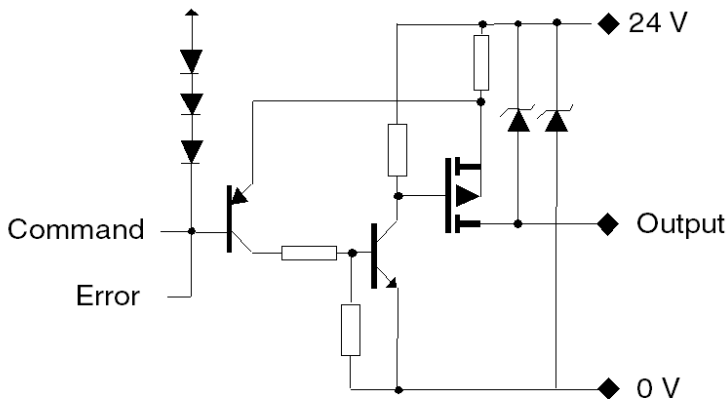 24 V
Command
Output
Error
0 V